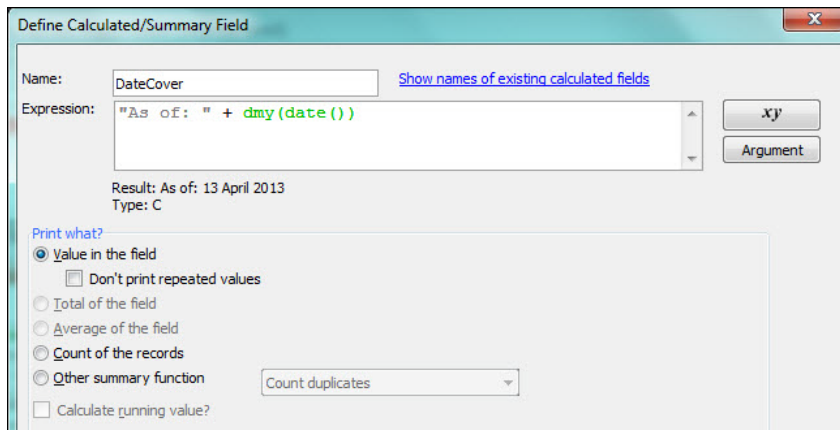 Define Calculated/Summary Field
x
Name: DateCover Show names of existing calculated fields
Expression: "As of: " + dmy(date()) xy
Argument
Result: As of: 13 April 2013
Type: C
Print what?
Value in the field
Don't print repeated values
Total of the field
Average of the field
Count of the records
Other summary function Count duplicates
Calculate running value?